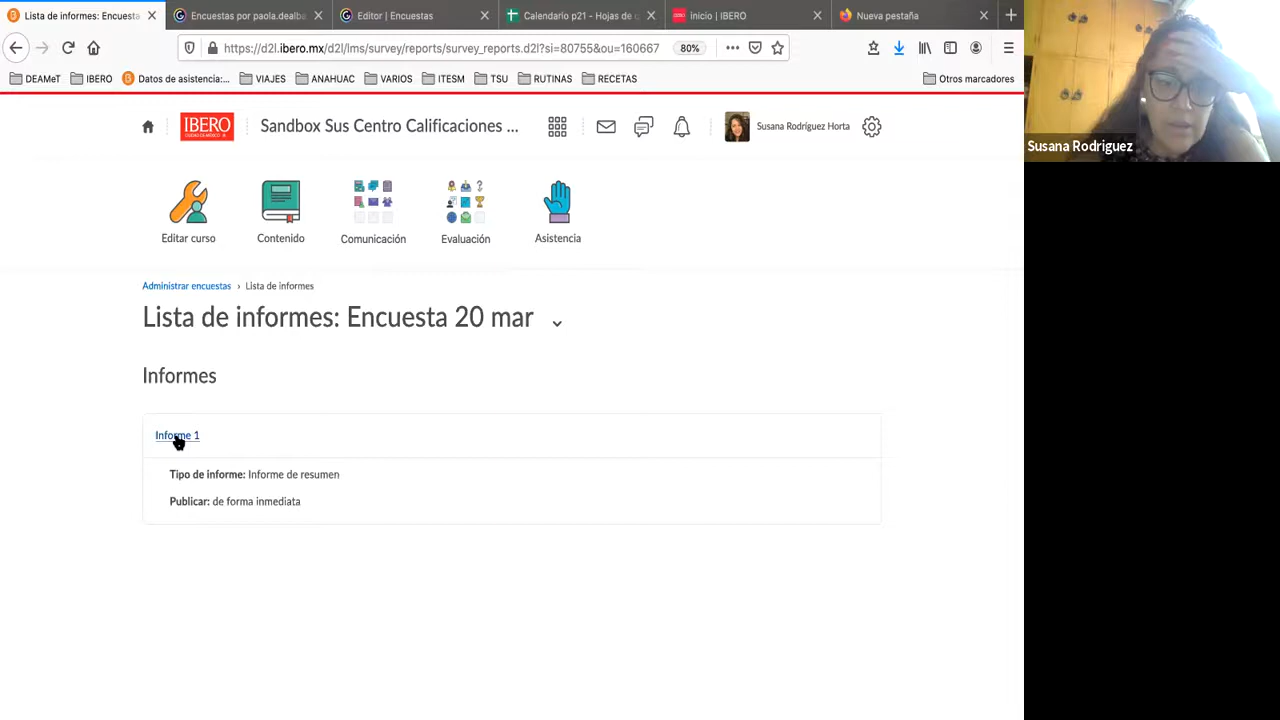 Lista de informes: Encuesta
Encuestas por paola.dealba
Editor | Encuestas
Calendario p21 - Hojas de c
Inicio | IBERO
Nueva pestaña
https://d2l.ibero.mx/d2l/lms/survey/reports/survey_reports.d2l?si=80755&ou=160667
80%
DEAMeT
IBERO
Datos de asistencia:...
VIAJES
ANAHUAC
VARIOS
ITESM
TSU
RUTINAS
RECETAS
Otros marcadores
IBERO
CIUDAD DE MÉXICO
Sandbox Sus Centro Calificaciones ...
Susana Rodríguez Horta
Susana Rodriguez
Editar curso
Contenido
Comunicación
Evaluación
Asistencia
Administrar encuestas › Lista de informes
Lista de informes: Encuesta 20 mar
Informes
Informe 1
Tipo de informe: Informe de resumen
Publicar: de forma inmediata